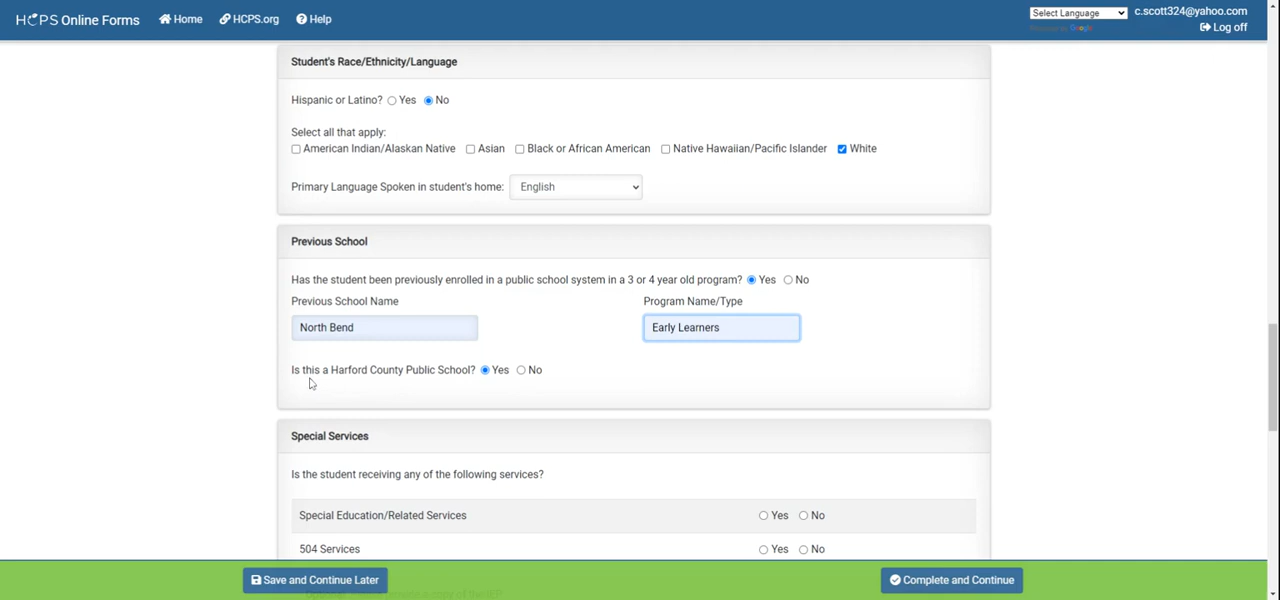 HCPS Online Forms Home HCPS.org Help
Select Language c.scott324@yahoo.com
Log off
Student's Race/Ethnicity/Language
Hispanic or Latino? Yes No
Select all that apply:
American Indian/Alaskan Native Asian Black or African American Native Hawaiian/Pacific Islander White
Primary Language Spoken in student's home: English
Previous School
Has the student been previously enrolled in a public school system in a 3 or 4 year old program? Yes No
Previous School Name Program Name/Type
North Bend Early Learners
Is this a Harford County Public School? Yes No
Special Services
Is the student receiving any of the following services?
Special Education/Related Services Yes No
504 Services Yes No
Save and Continue Later Complete and Continue